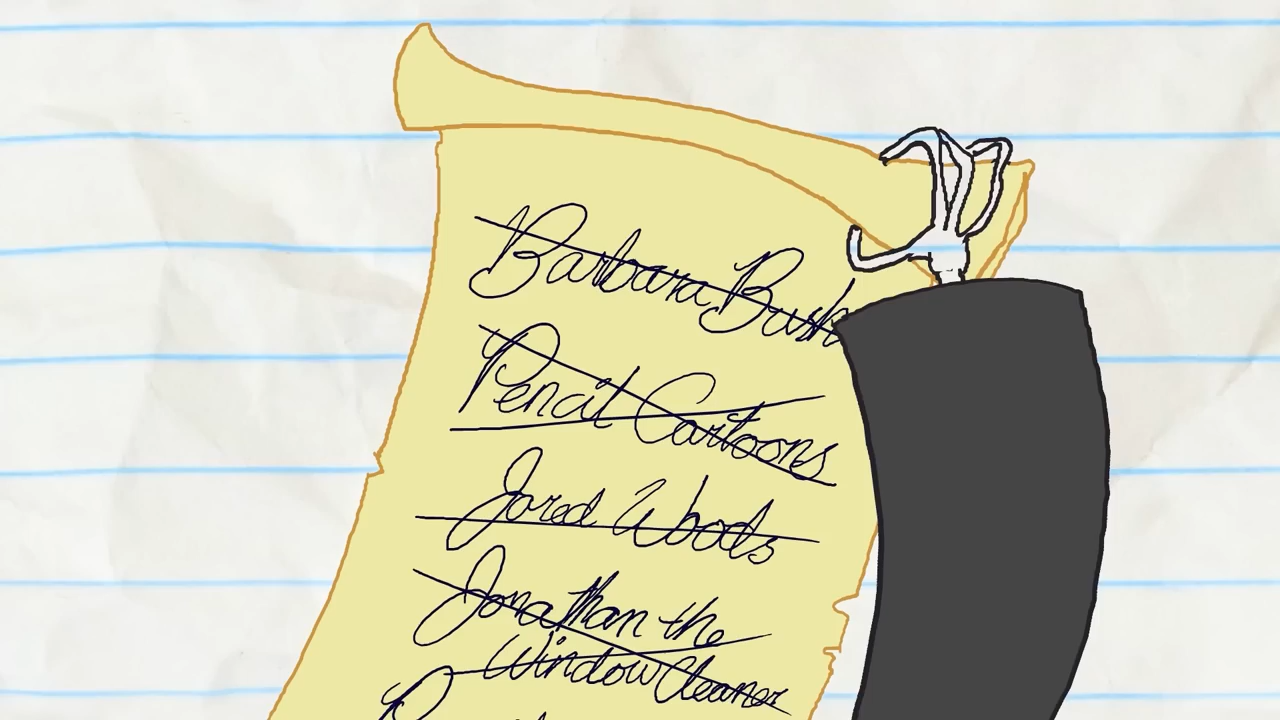 Barbara Bush
Pencil Cartoons
Jared Woods
Jonathan the
Window Cleaner